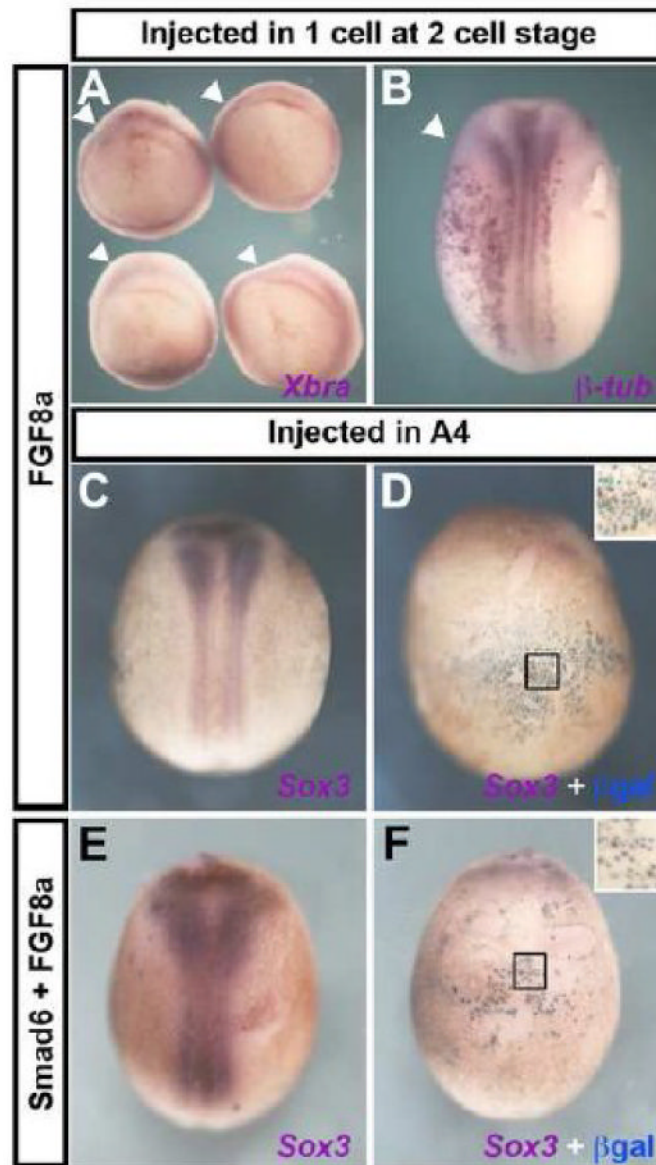 Injected in 1 cell at 2 cell stage
FGF8a
A
Xbra
B
β-tub
Injected in A4
C
Sox3
D
Sox3 + βgal
Smad6 + FGF8a
E
Sox3
F
Sox3 + βgal